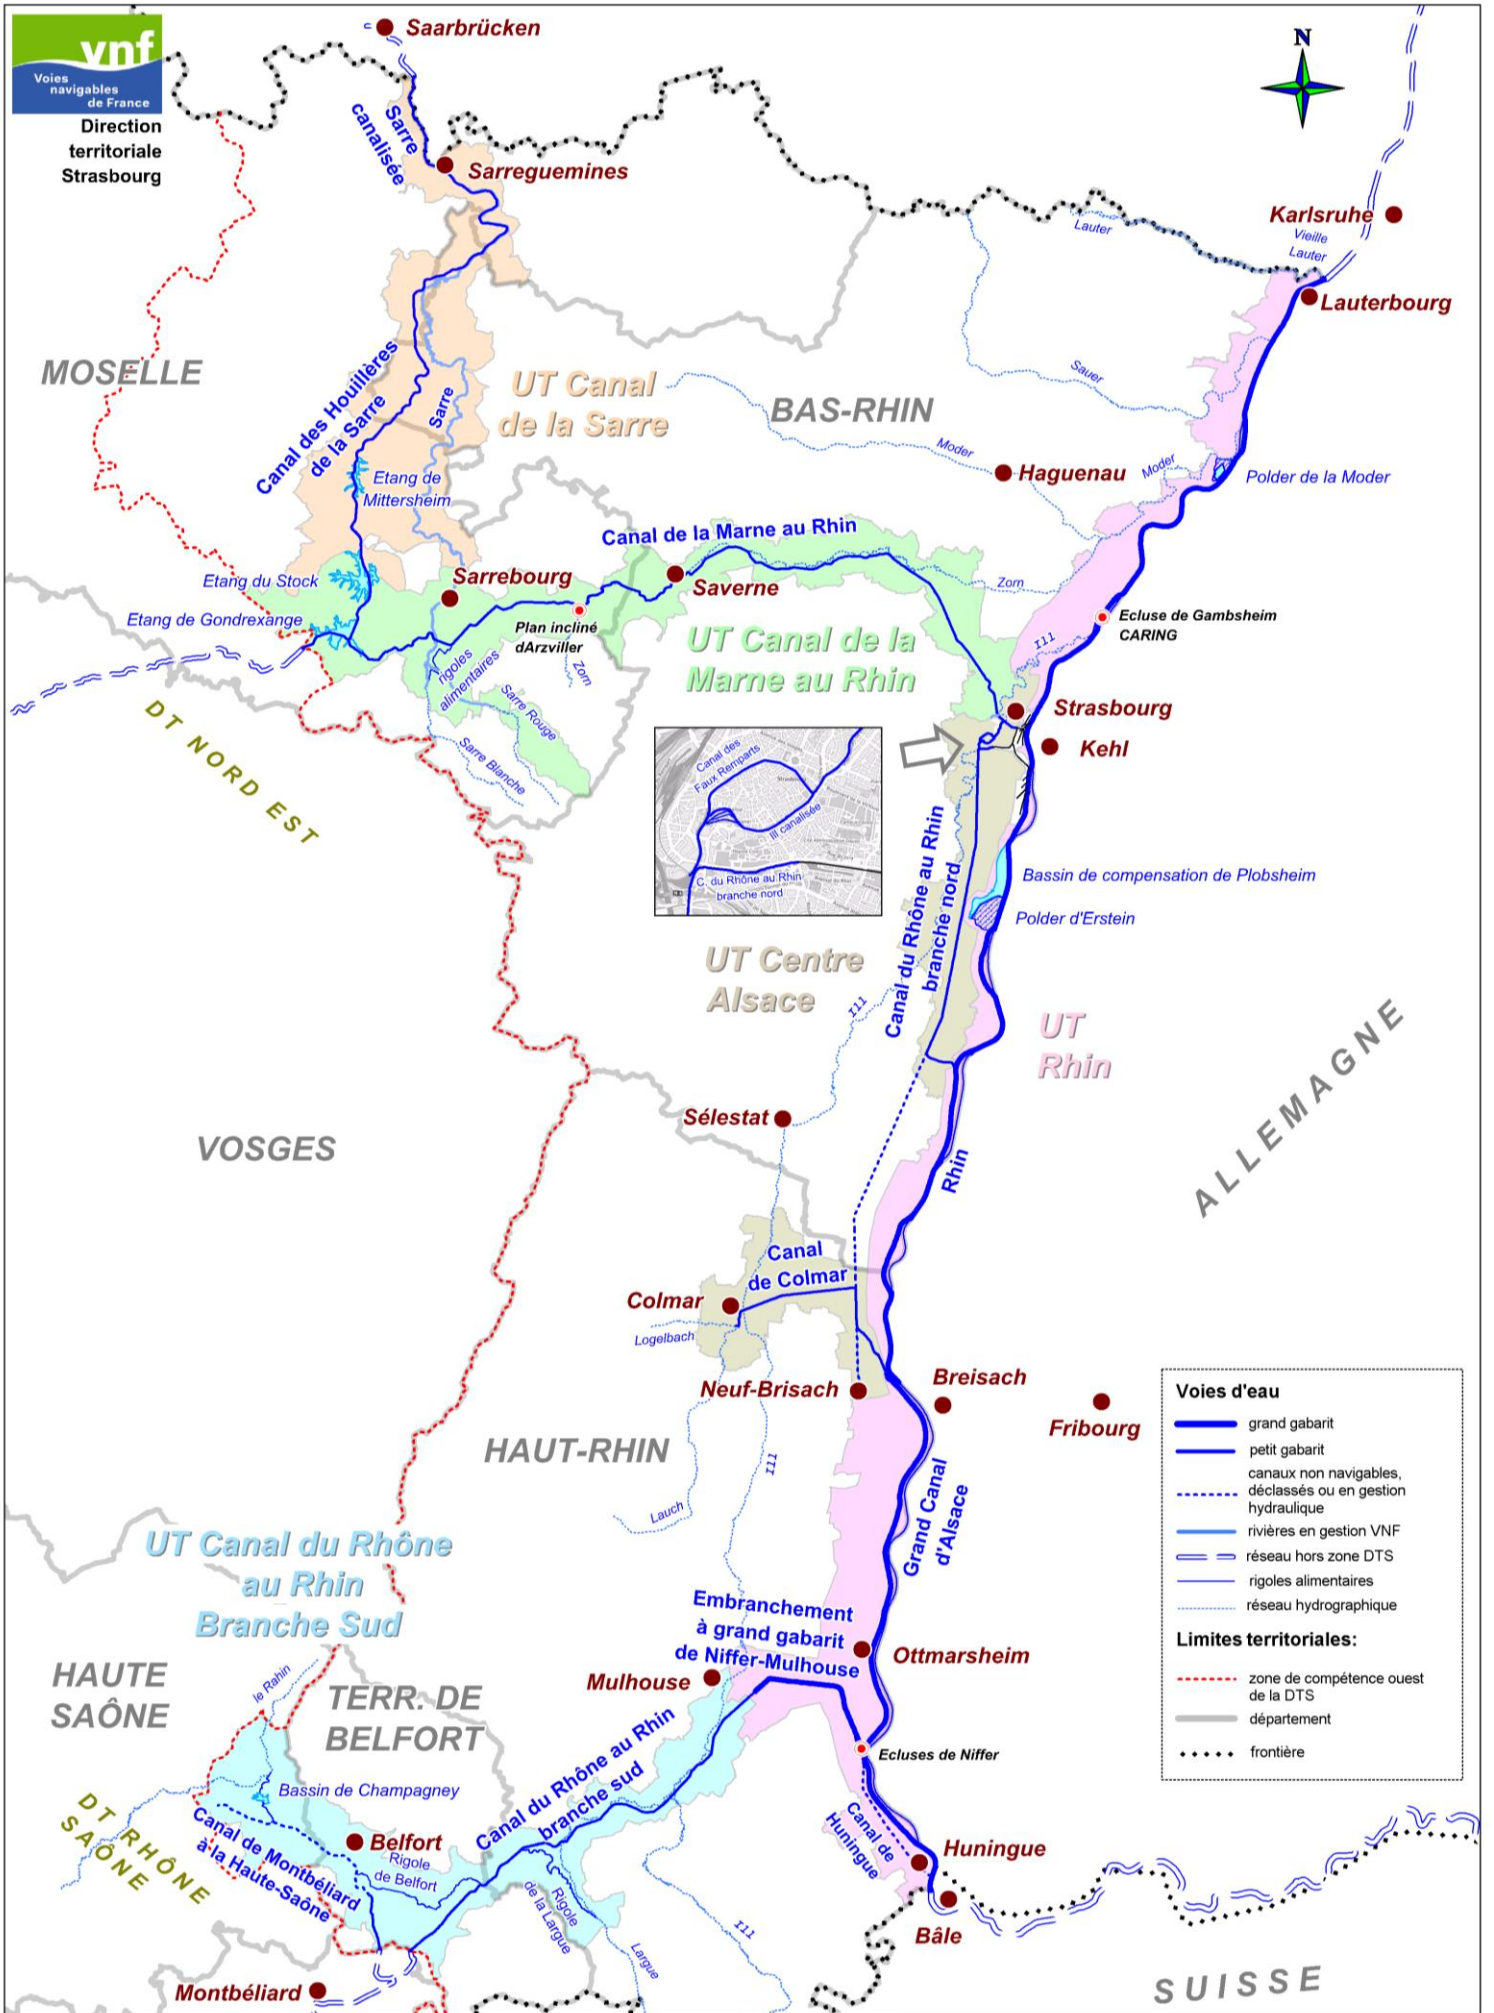 vnf
Voies
navigables
de France
Direction
territoriale
Strasbourg
Saarbrücken
N
Sarre
canalisée
Sarreguemines
Karlsruhe
Lauter
Vieille
Lauter
Lauterbourg
MOSELLE
Canal des Houillères
de la Sarre
Sarre
UT Canal
de la Sarre
BAS-RHIN
Sauer
Moder
Haguenau
Moder
Polder de la Moder
Etang de
Mittersheim
Canal de la Marne au Rhin
Etang du Stock
Sarrebourg
Saverne
Zorn
Etang de Gondrexange
Plan incliné
dArzviller
Ecluse de Gambsheim
CARING
UT Canal de la
Marne au Rhin
Ill
rigoles
alimentaires
Zorn
Sarre Rouge
Sarre Blanche
DT NORD EST
Strasbourg
Kehl
Canal des
Faux Remparts
Ill canalisée
C. du Rhône au Rhin
branche nord
Canal du Rhône au Rhin
branche nord
Bassin de compensation de Plobsheim
Polder d'Erstein
UT Centre
Alsace
Ill
UT
Rhin
ALLEMAGNE
Sélestat
VOSGES
Rhin
Canal
de Colmar
Colmar
Logelbach
Neuf-Brisach
Breisach
Fribourg
HAUT-RHIN
Ill
Lauch
Grand Canal
d'Alsace
UT Canal du Rhône
au Rhin
Branche Sud
Embranchement
à grand gabarit
de Niffer-Mulhouse
Ottmarsheim
Mulhouse
HAUTE
SAÔNE
le Rahin
TERR. DE
BELFORT
Canal du Rhône au Rhin
branche sud
Ecluses de Niffer
Bassin de Champagney
DT RHÔNE
SAÔNE
Canal de Montbéliard
à la Haute-Saône
Belfort
Rigole
de Belfort
Rigole
de la Largue
Largue
Ill
Canal de
Huningue
Huningue
Bâle
Montbéliard
SUISSE
Voies d'eau
grand gabarit
petit gabarit
canaux non navigables,
déclassés ou en gestion
hydraulique
rivières en gestion VNF
réseau hors zone DTS
rigoles alimentaires
réseau hydrographique
Limites territoriales:
zone de compétence ouest
de la DTS
département
frontière